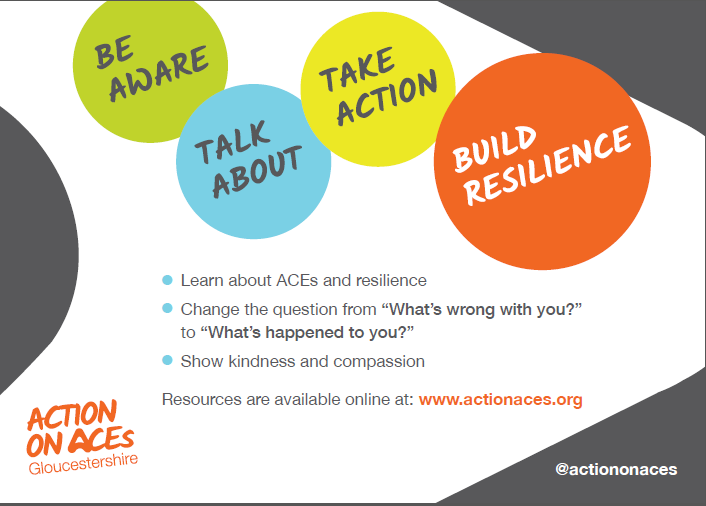 BE
AWARE
TALK
ABOUT
TAKE
ACTION
BUILD
RESILIENCE
Learn about ACEs and resilience
Change the question from “What’s wrong with you?”
to “What’s happened to you?”
Show kindness and compassion
Resources are available online at: www.actionaces.org
ACTION
ON ACEs
Gloucestershire
@actiononaces